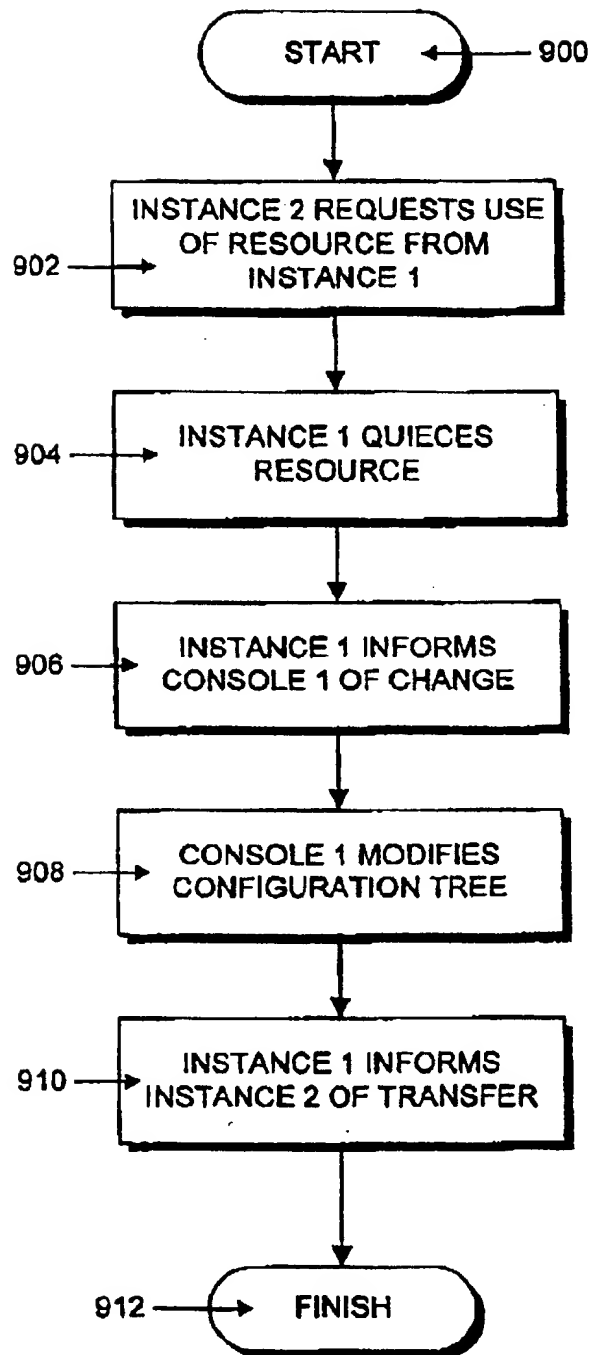 START
900
INSTANCE 2 REQUESTS USE
OF RESOURCE FROM
INSTANCE 1
902
INSTANCE 1 QUIECES
RESOURCE
904
INSTANCE 1 INFORMS
CONSOLE 1 OF CHANGE
906
CONSOLE 1 MODIFIES
CONFIGURATION TREE
908
INSTANCE 1 INFORMS
INSTANCE 2 OF TRANSFER
910
FINISH
912